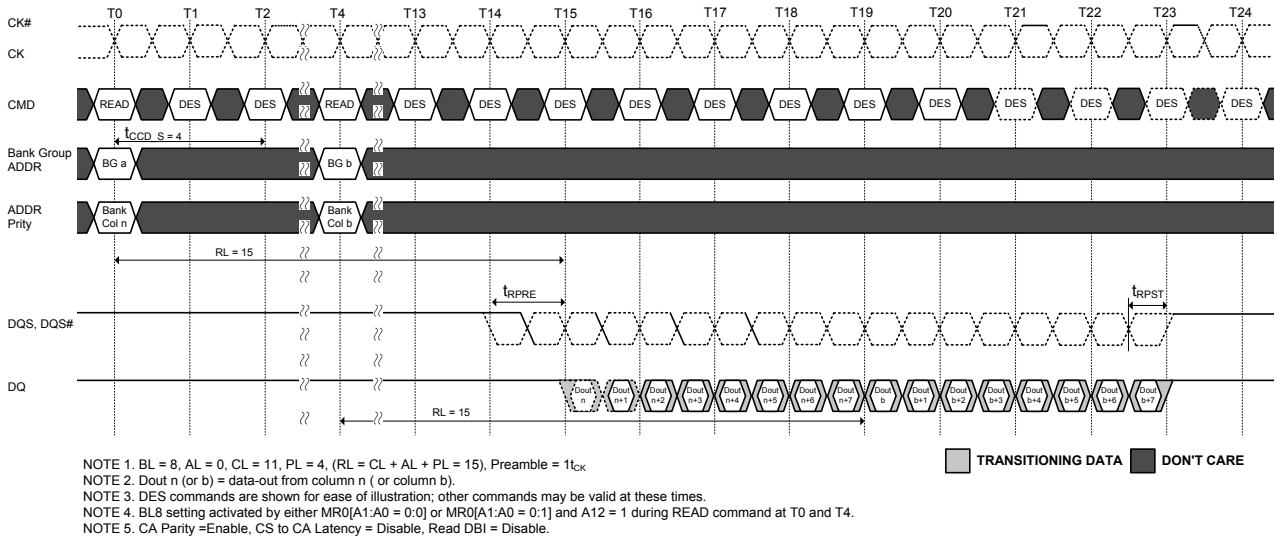 T0 T1 T2 T4 T13 T14 T15 T16 T17 T18 T19 T20 T21 T22 T23 T24
CK#
CK
CMD READ DES DES READ DES DES DES DES DES DES DES DES DES DES DES DES
tCCD_S = 4
Bank Group
ADDR
BG a BG b
ADDR
Prity
Bank
Col n
Bank
Col b
RL = 15
tRPRE tRPST
DQS, DQS#
DQ
Dout
n
Dout
n+1
Dout
n+2
Dout
n+3
Dout
n+4
Dout
n+5
Dout
n+6
Dout
n+7
Dout
b
Dout
b+1
Dout
b+2
Dout
b+3
Dout
b+4
Dout
b+5
Dout
b+6
Dout
b+7
RL = 15
TRANSITIONING DATA DON'T CARE
NOTE 1. BL = 8, AL = 0, CL = 11, PL = 4, (RL = CL + AL + PL = 15), Preamble = 1tCK
NOTE 2. Dout n (or b) = data-out from column n ( or column b).
NOTE 3. DES commands are shown for ease of illustration; other commands may be valid at these times.
NOTE 4. BL8 setting activated by either MR0[A1:A0 = 0:0] or MR0[A1:A0 = 0:1] and A12 = 1 during READ command at T0 and T4.
NOTE 5. CA Parity =Enable, CS to CA Latency = Disable, Read DBI = Disable.